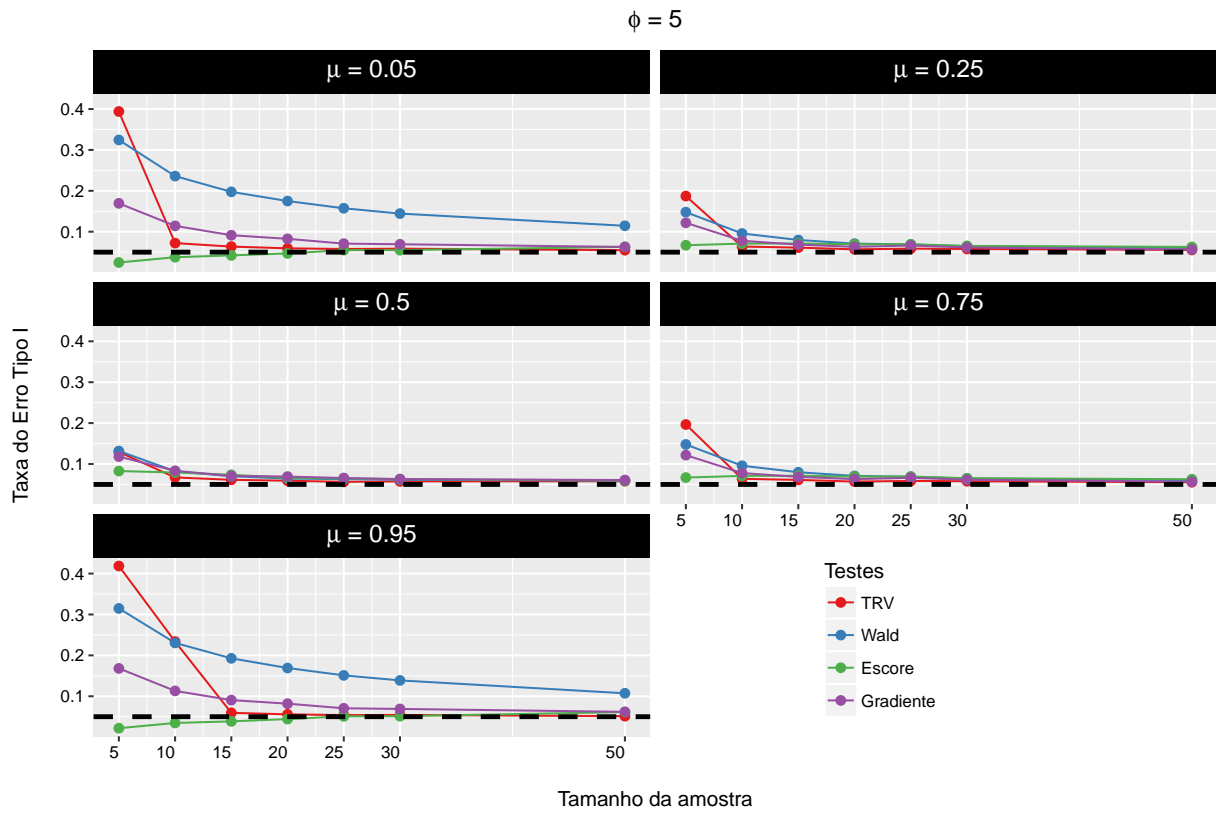 ϕ = 5
μ = 0.05
μ = 0.25
0.4
0.3
0.2
0.1
μ = 0.5
μ = 0.75
0.4
0.3
0.2
0.1
5 10 15 20 25 30 50
μ = 0.95
0.4
0.3
0.2
0.1
5 10 15 20 25 30 50
Taxa do Erro Tipo I
Tamanho da amostra
Testes
TRV
Wald
Escore
Gradiente